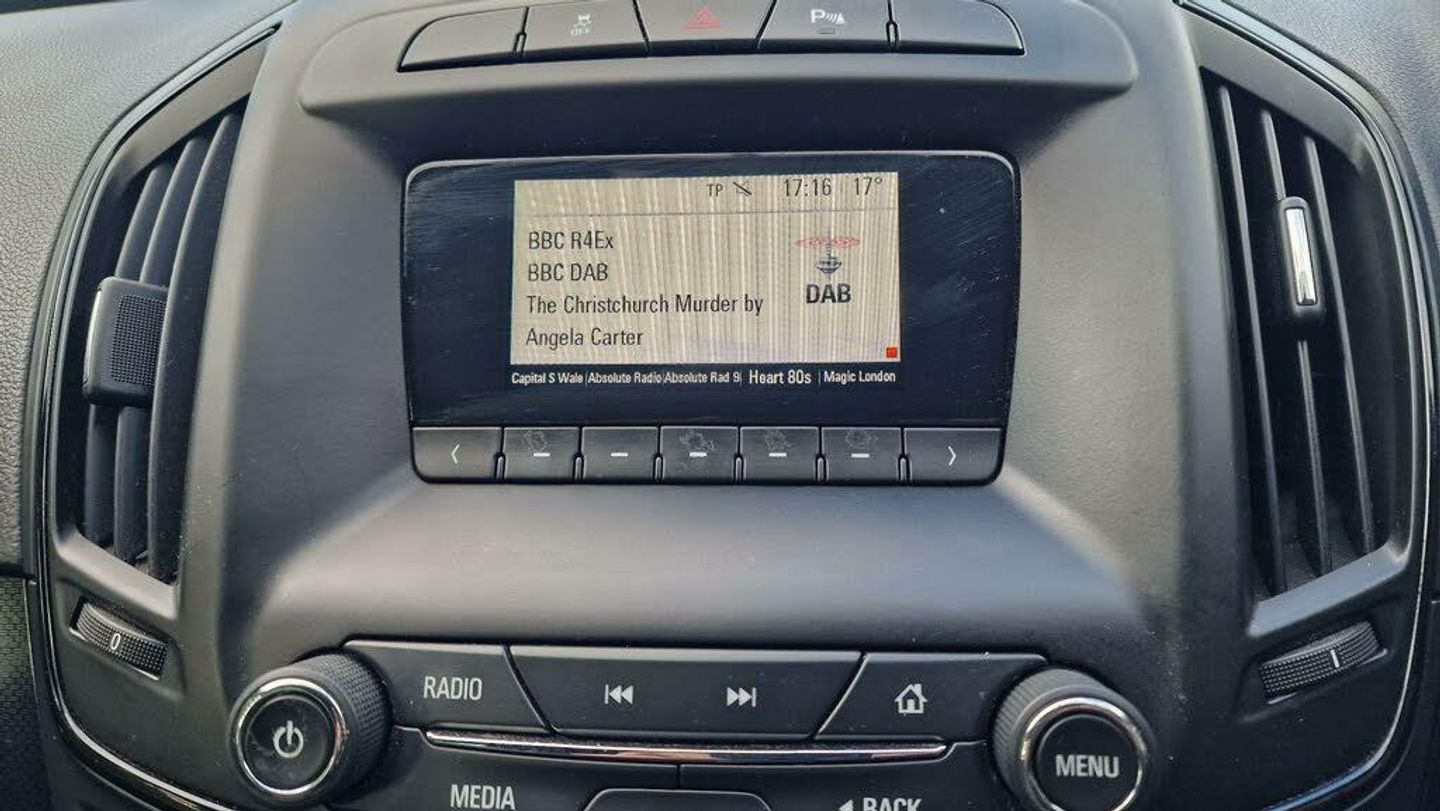 OFF
P
TP 17:16 17°
BBC R4Ex
BBC DAB
DAB
The Christchurch Murder by
Angela Carter
Capital S Wale Absolute Radio Absolute Rad 9 Heart 80s Magic London
0
I
RADIO
MENU
MEDIA
BACK